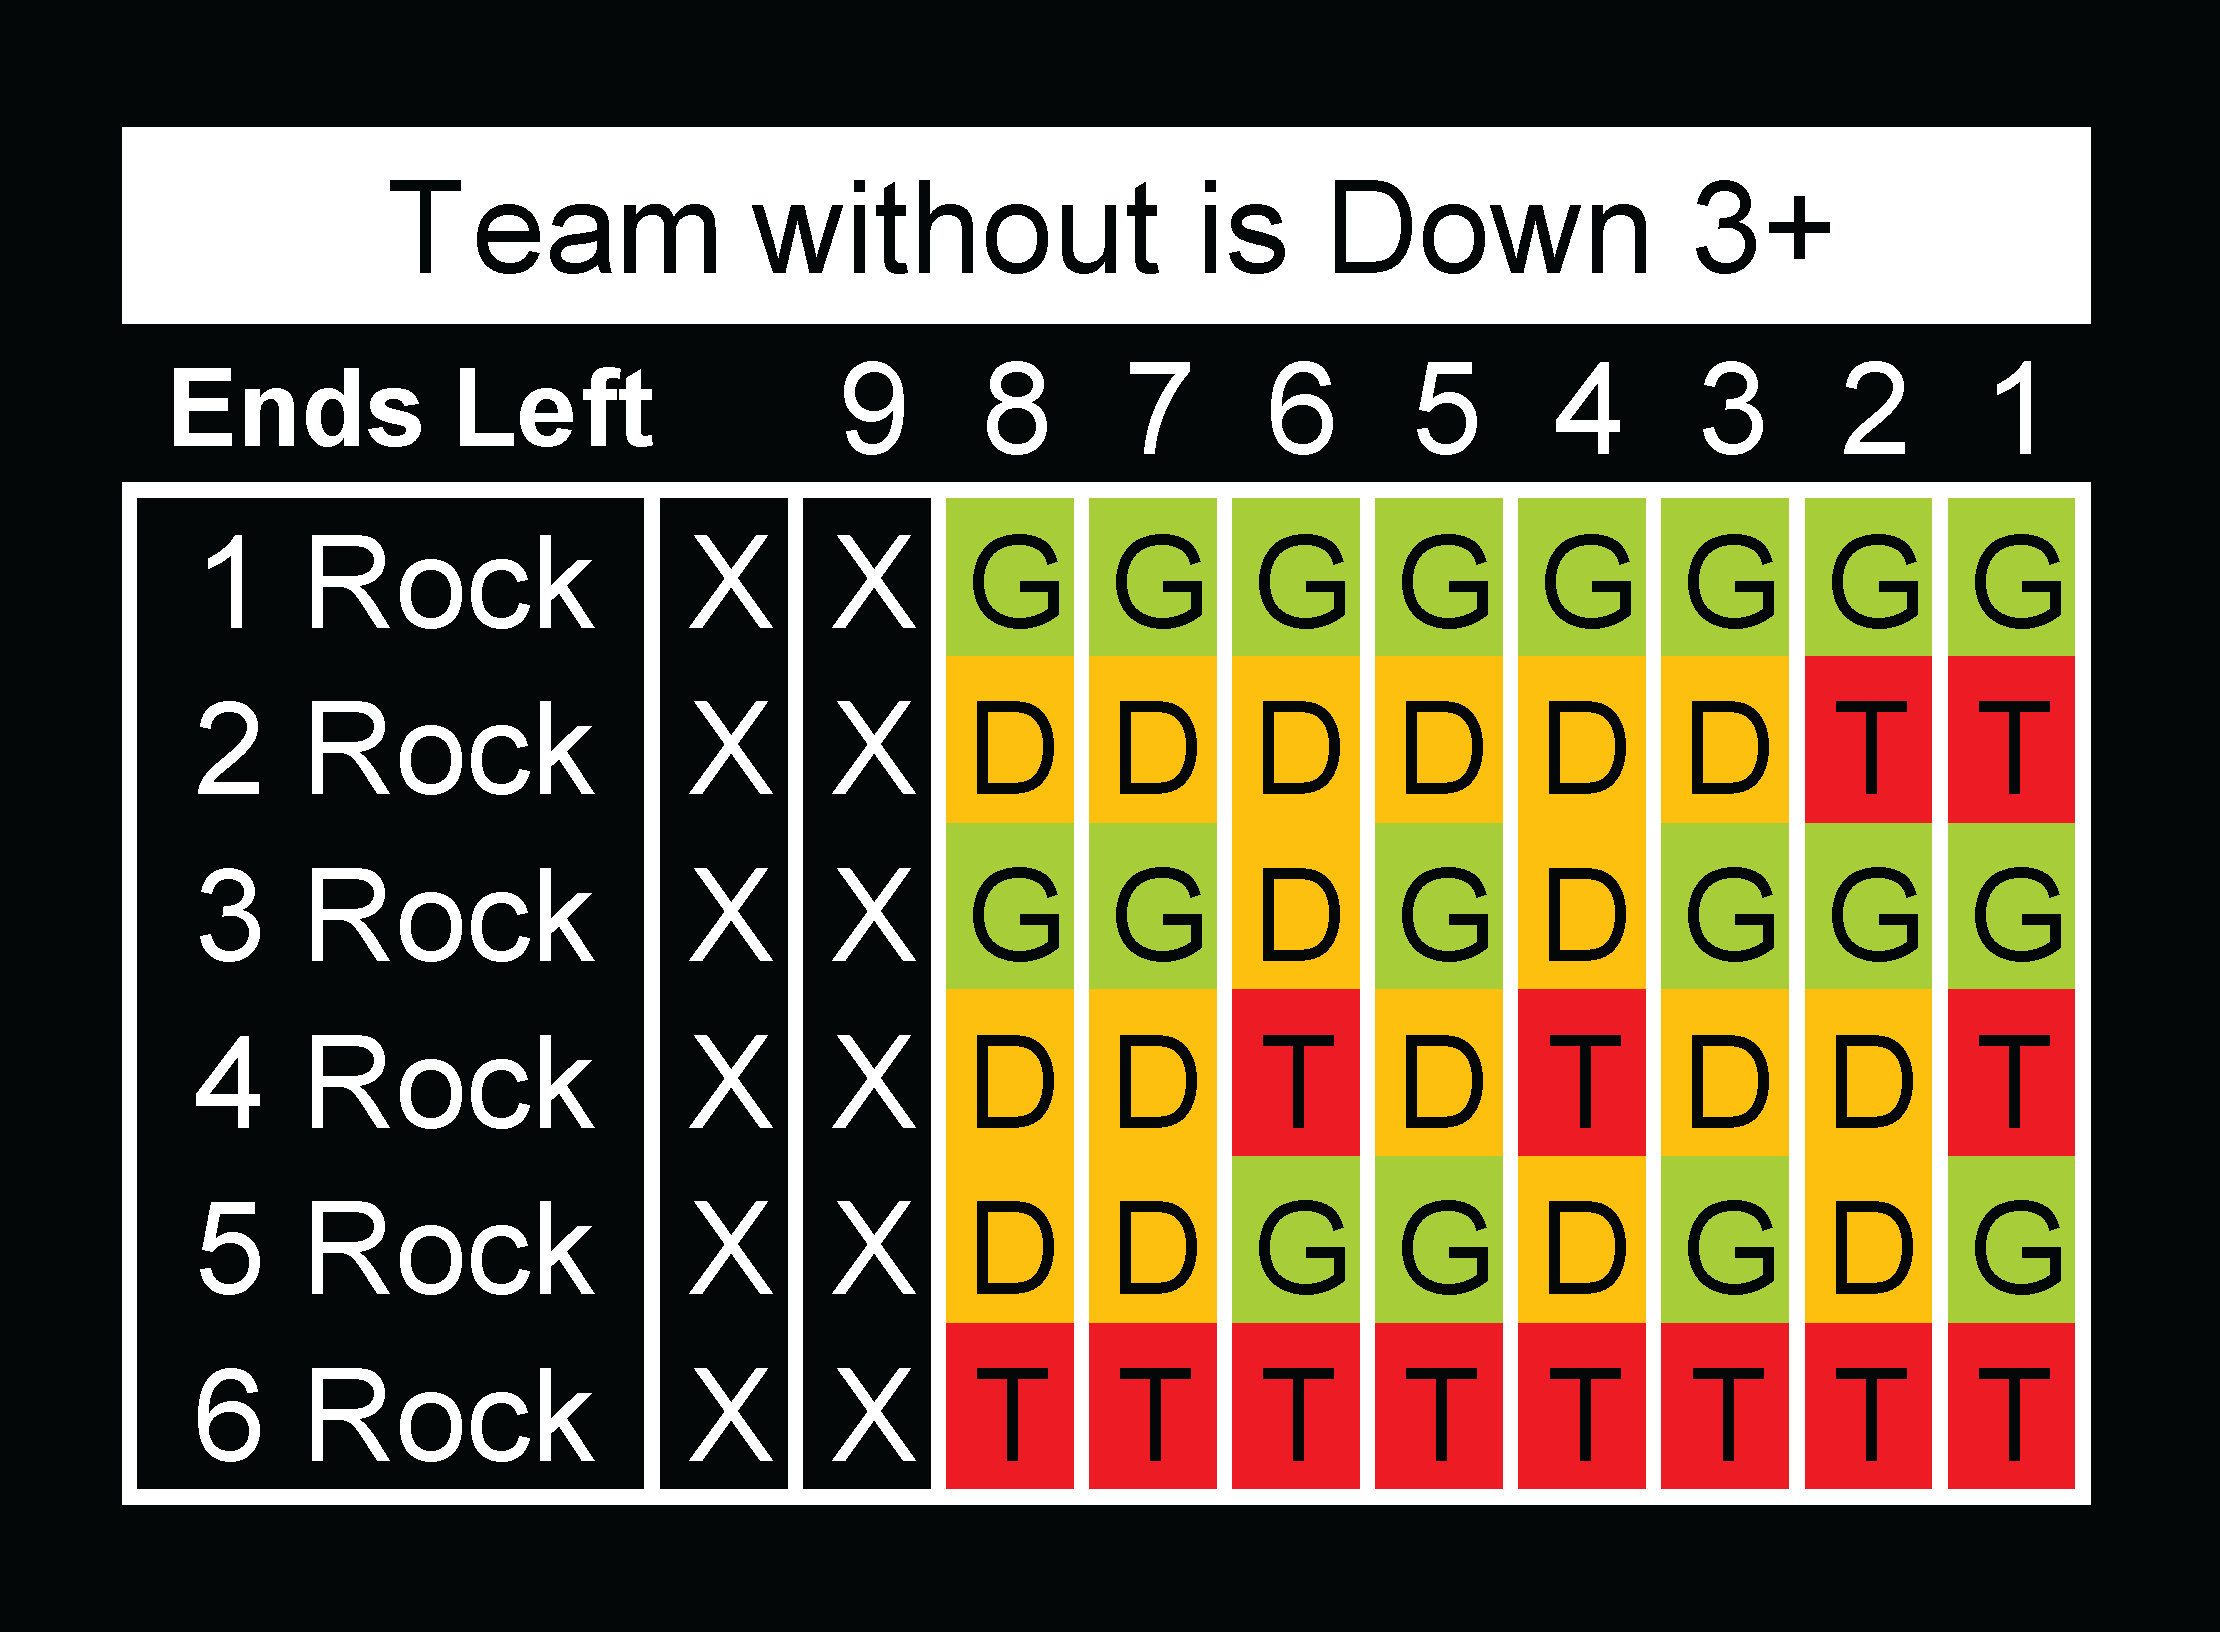 Team without is Down 3+
Ends Left 9 8 7 6 5 4 3 2 1
1 Rock X X G G G G G G G G
2 Rock X X D D D D D D T T
3 Rock X X G G D G D G G G
4 Rock X X D D T D T D D T
5 Rock X X D D G G D G D G
6 Rock X X T T T T T T T T